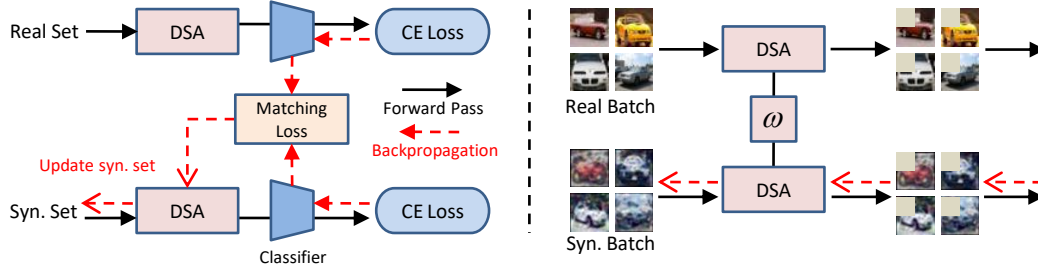 Real Set
DSA
CE Loss
Matching
Loss
Forward Pass
Backpropagation
Update syn. set
Syn. Set
DSA
CE Loss
Classifier
DSA
Real Batch
ω
DSA
Syn. Batch